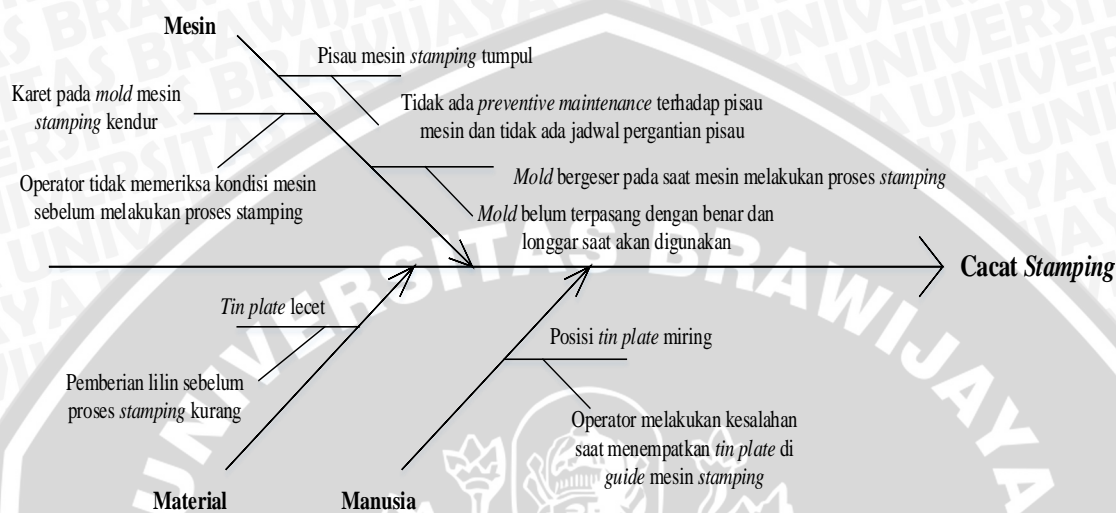 Mesin
Pisau mesin stamping tumpul
Karet pada mold mesin
stamping kendur
Tidak ada preventive maintenance terhadap pisau
mesin dan tidak ada jadwal pergantian pisau
Operator tidak memeriksa kondisi mesin
sebelum melakukan proses stamping
Mold bergeser pada saat mesin melakukan proses stamping
Mold belum terpasang dengan benar dan
longgar saat akan digunakan
Cacat Stamping
Tin plate lecet
Pemberian lilin sebelum
proses stamping kurang
Posisi tin plate miring
Operator melakukan kesalahan
saat menempatkan tin plate di
guide mesin stamping
Material
Manusia
UNIVERSITAS BRAWIJAYA